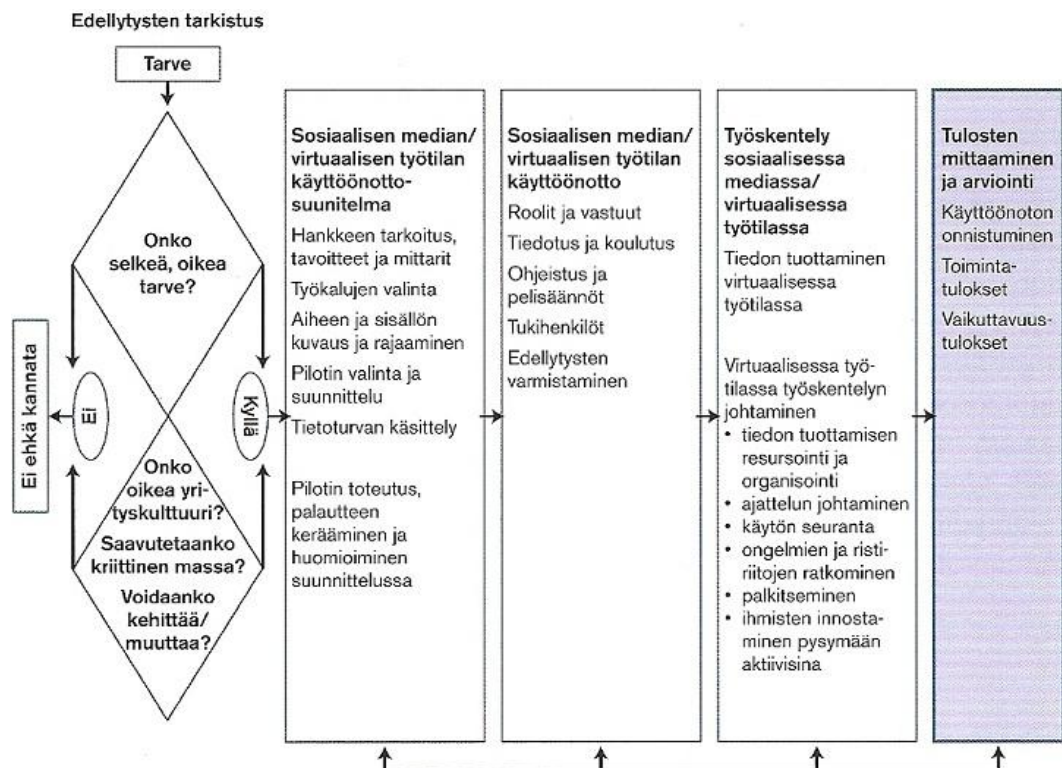 Edellytysten tarkistus
Tarve
Onko
selkeä, oikea
tarve?
Ei ehkä kannata
Ei
Kyllä
Onko
oikea yri-
tyskulttuuri?
Saavutetaanko
kriittinen massa?
Voidaanko
kehittää/
muuttaa?
Sosiaalisen median/
virtuaalisen työtilan
käyttöönotto-
suunitelma
Hankkeen tarkoitus,
tavoitteet ja mittarit
Työkalujen valinta
Aiheen ja sisällön
kuvaus ja rajaaminen
Pilotin valinta ja
suunnittelu
Tietoturvan käsittely
Pilotin toteutus,
palautteen
kerääminen ja
huomioiminen
suunnittelussa
Sosiaalisen median/
virtuaalisen työtilan
käyttöönotto
Roolit ja vastuut
Tiedotus ja koulutus
Ohjeistus ja
pelisäännöt
Tukihenkilöt
Edellytysten
varmistaminen
Työskentely
sosiaalisessa
mediassa/
virtuaalisessa
työtilassa
Tiedon tuottaminen
virtuaalisessa
työtilassa
Virtuaalisessa työ-
tilassa työskentelyn
johtaminen
• tiedon tuottamisen
resursointi ja
organisointi
• ajattelun johtaminen
• käytön seuranta
• ongelmien ja risti-
riitojen ratkominen
• palkitseminen
• ihmisten innosta-
minen pysymään
aktiivisina
Tulosten
mittaaminen
ja arviointi
Käyttöönoton
onnistuminen
Toiminta-
tulokset
Vaikuttavuus-
tulokset